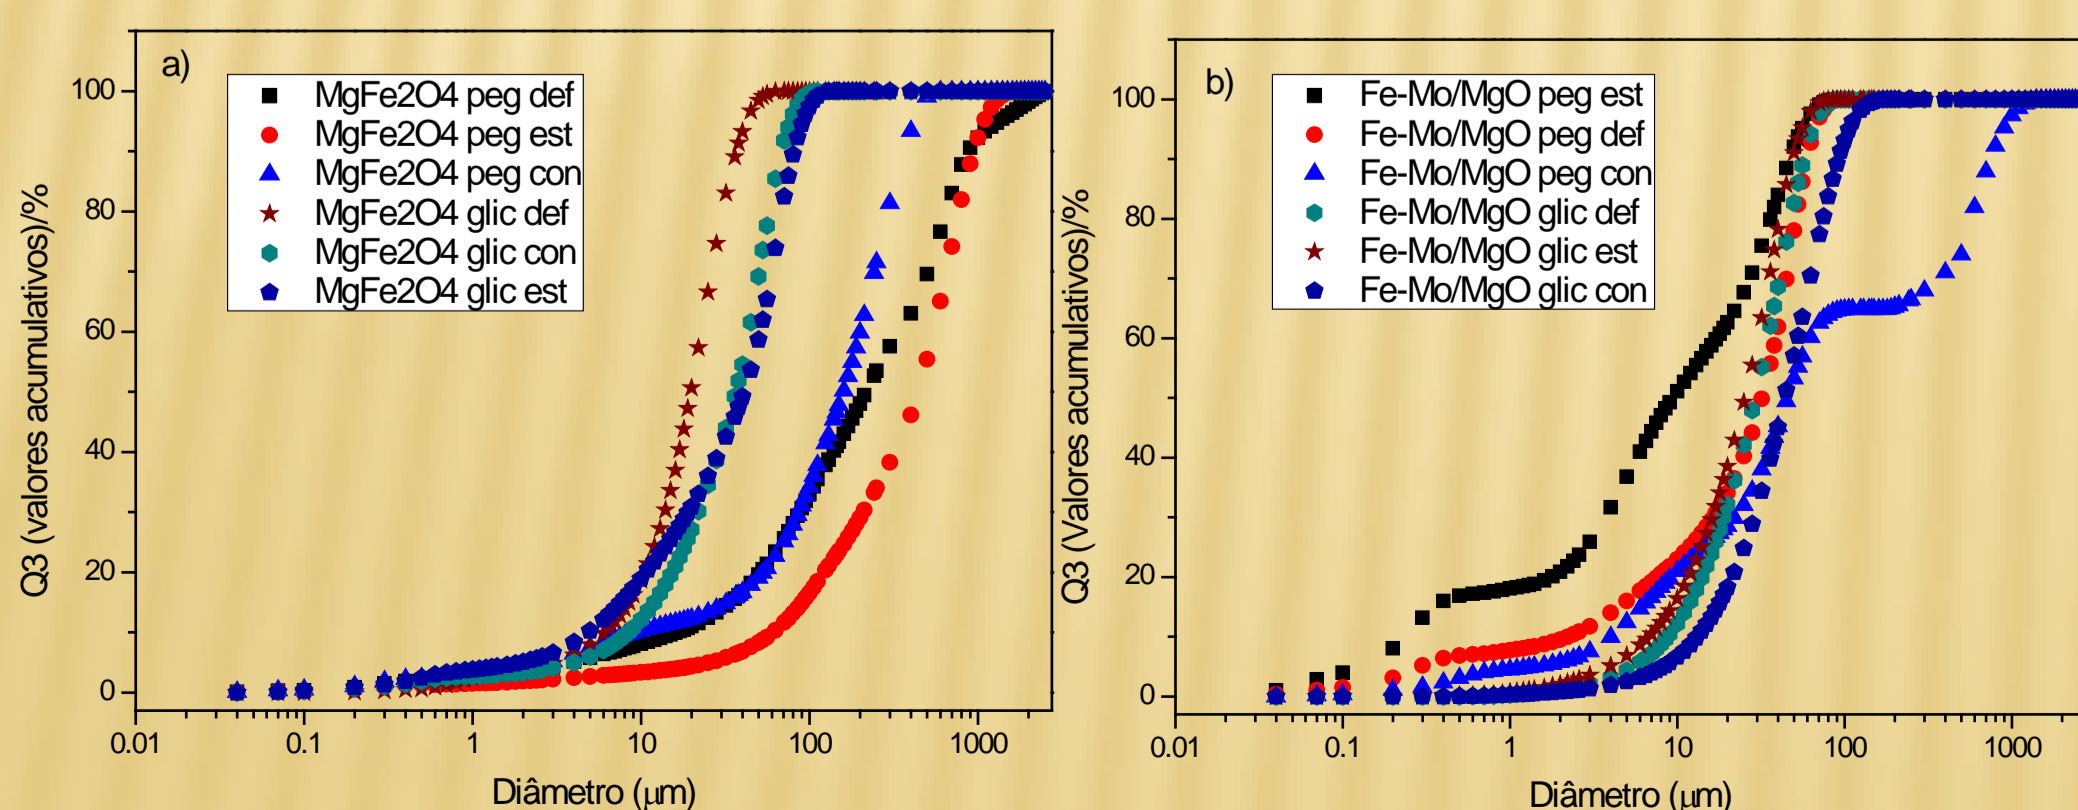 a)
MgFe2O4 peg def
MgFe2O4 peg est
MgFe2O4 peg con
MgFe2O4 glic def
MgFe2O4 glic con
MgFe2O4 glic est
Q3 (valores acumulativos)/%
100
80
60
40
20
0
0.01 0.1 1 10 100 1000
Diâmetro (µm)
b)
Fe-Mo/MgO peg est
Fe-Mo/MgO peg def
Fe-Mo/MgO peg con
Fe-Mo/MgO glic def
Fe-Mo/MgO glic est
Fe-Mo/MgO glic con
Q3 (Valores acumulativos)/%
100
80
60
40
20
0
0.01 0.1 1 10 100 1000
Diâmetro (µm)